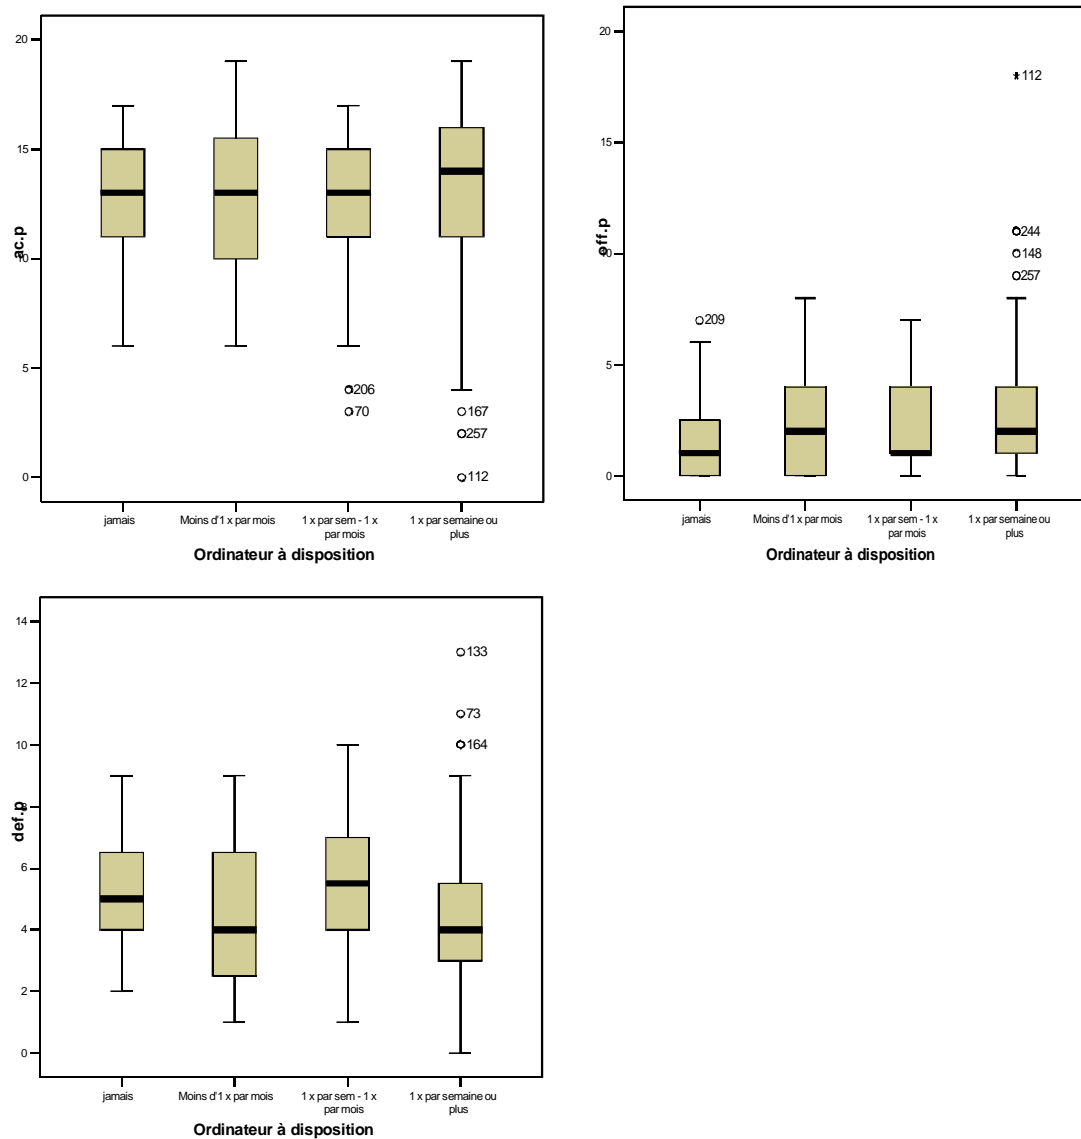 20
15
10
5
0
ac.p
206
70
167
257
112
jamais
Moins d'1 x par mois
1 x par sem - 1 x
par mois
1 x par semaine ou
plus
Ordinateur à disposition
20
15
10
5
0
eff.p
112
244
148
257
209
jamais
Moins d'1 x par mois
1 x par sem - 1 x
par mois
1 x par semaine ou
plus
Ordinateur à disposition
14
12
10
8
6
4
2
0
def.p
133
73
164
jamais
Moins d'1 x par mois
1 x par sem - 1 x
par mois
1 x par semaine ou
plus
Ordinateur à disposition